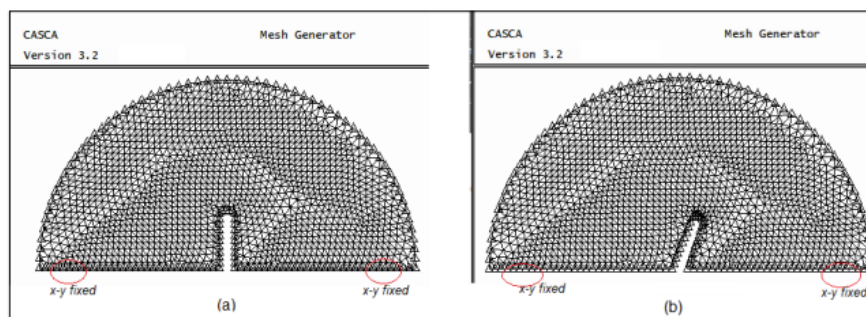 CASCA Mesh Generator
Version 3.2
x-y fixed x-y fixed
(a)
CASCA Mesh Generator
Version 3.2
x-y fixed x-y fixed
(b)